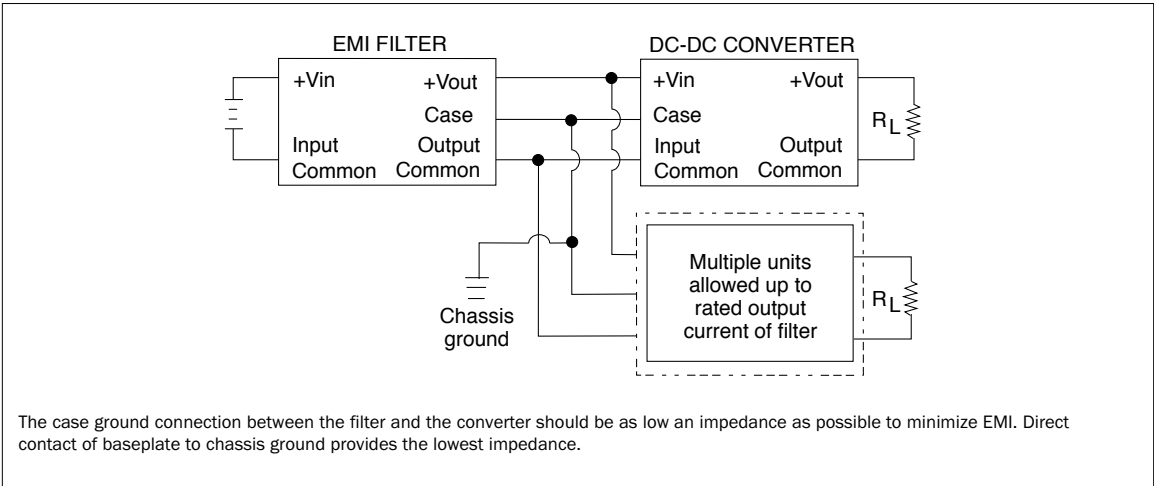 EMI FILTER
+Vin
+Vout
Case
Input
Common
Output
Common
DC-DC CONVERTER
+Vin
+Vout
Case
Input
Common
Output
Common
RL
Multiple units
allowed up to
rated output
current of filter
RL
Chassis
ground
The case ground connection between the filter and the converter should be as low an impedance as possible to minimize EMI. Direct
contact of baseplate to chassis ground provides the lowest impedance.